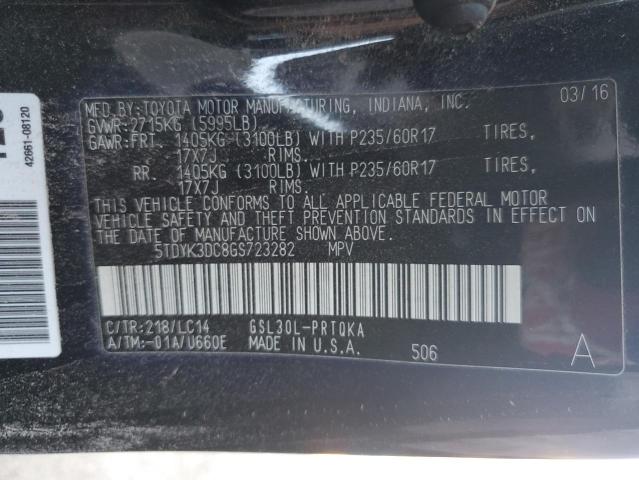 MFD. BY: TOYOTA MOTOR MANUFACTURING, INDIANA, INC. 03/16
GVWR: 2715KG (5995LB)
GAWR: FRT. 1405KG (3100LB) WITH P235/60R17 TIRES,
17X7J RIMS.
RR. 1405KG (3100LB) WITH P235/60R17 TIRES,
17X7J RIMS.
THIS VEHICLE CONFORMS TO ALL APPLICABLE FEDERAL MOTOR
VEHICLE SAFETY AND THEFT PREVENTION STANDARDS IN EFFECT ON
THE DATE OF MANUFACTURE SHOWN ABOVE.
5TDYK3DC8GS723282 MPV
C/TR: 218/LC14 GSL30L-PRTQKA
A/TM: -01A/U660E MADE IN U.S.A. 506 A
42661-08120